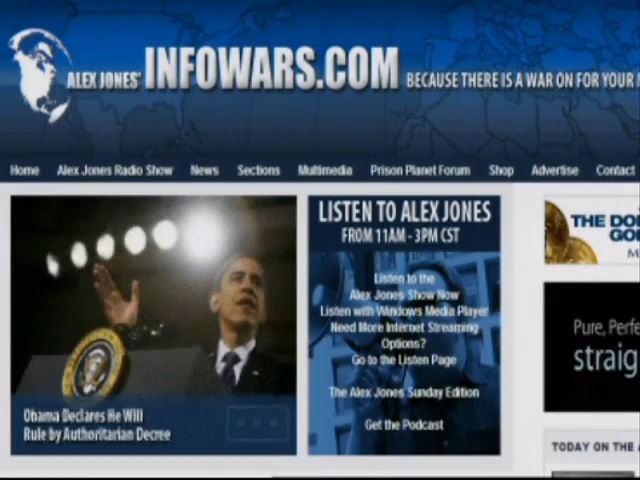 ALEX JONES' INFOWARS.COM BECAUSE THERE IS A WAR ON FOR YOUR
Home Alex Jones Radio Show News Sections Multimedia Prison Planet Forum Shop Advertise Contact
LISTEN TO ALEX JONES
FROM 11AM - 3PM CST
Listen to the
Alex Jones Show Now
Listen with Windows Media Player
Need More Internet Streaming
Options?
Go to the Listen Page
The Alex Jones Sunday Edition
Get the Podcast
Obama Declares He Will
Rule by Authoritarian Decree
THE DO
GO
M
Pure, Perfe
straig
TODAY ON THE A